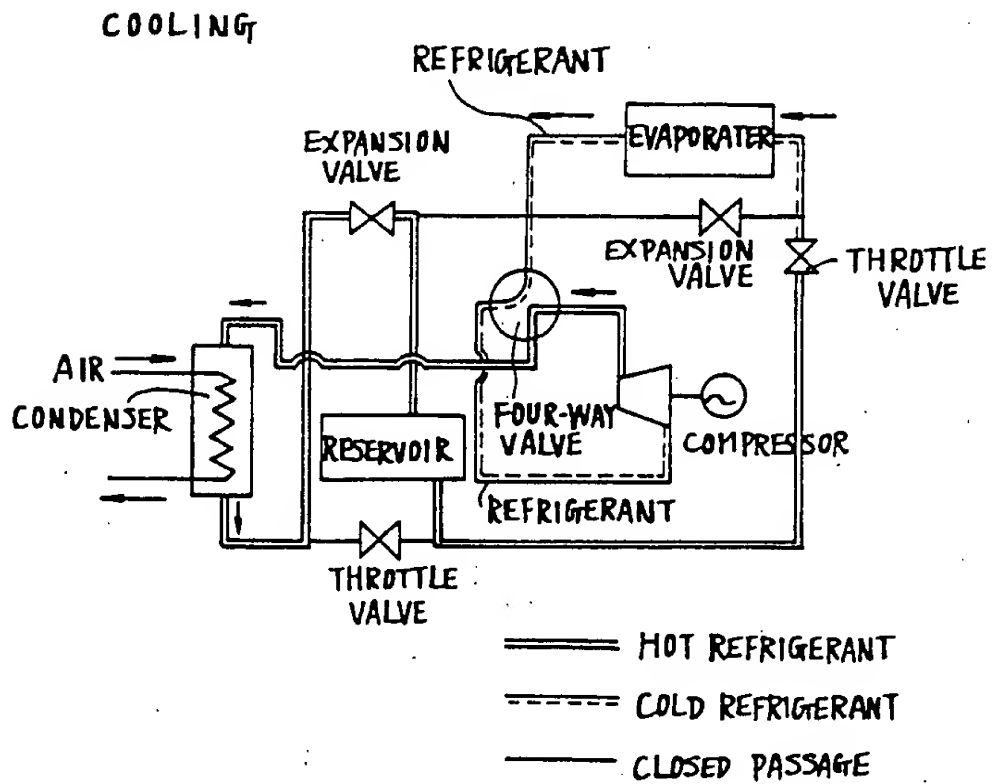 COOLING
REFRIGERANT
EVAPORATER
EXPANSION
VALVE
EXPANSION
VALVE
THROTTLE
VALVE
AIR
CONDENSER
RESERVOIR
FOUR-WAY
VALVE
COMPRESSOR
REFRIGERANT
THROTTLE
VALVE
HOT REFRIGERANT
COLD REFRIGERANT
CLOSED PASSAGE